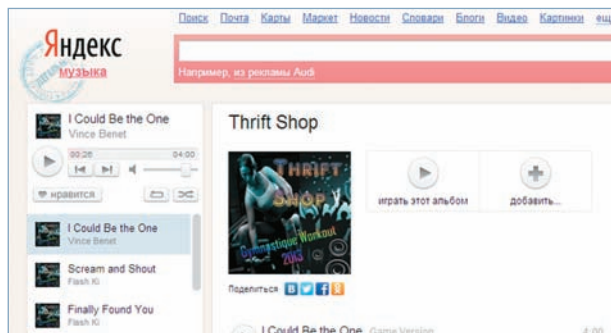 Поиск Почта Карты Маркет Новости Словари Блоги Видео Картинки ещ
Яндекс
музыка
Например, из рекламы Audi
I Could Be the One
Vince Benet
00:26 04:00
нравится
I Could Be the One
Vince Benet
Scream and Shout
Flash Ki
Finally Found You
Flash Ki
Thrift Shop
THRIFT
SHOP
Gymnastique Workout
2013
играть этот альбом
добавить...
Поделиться
I Could Be the One Game Version 4:00